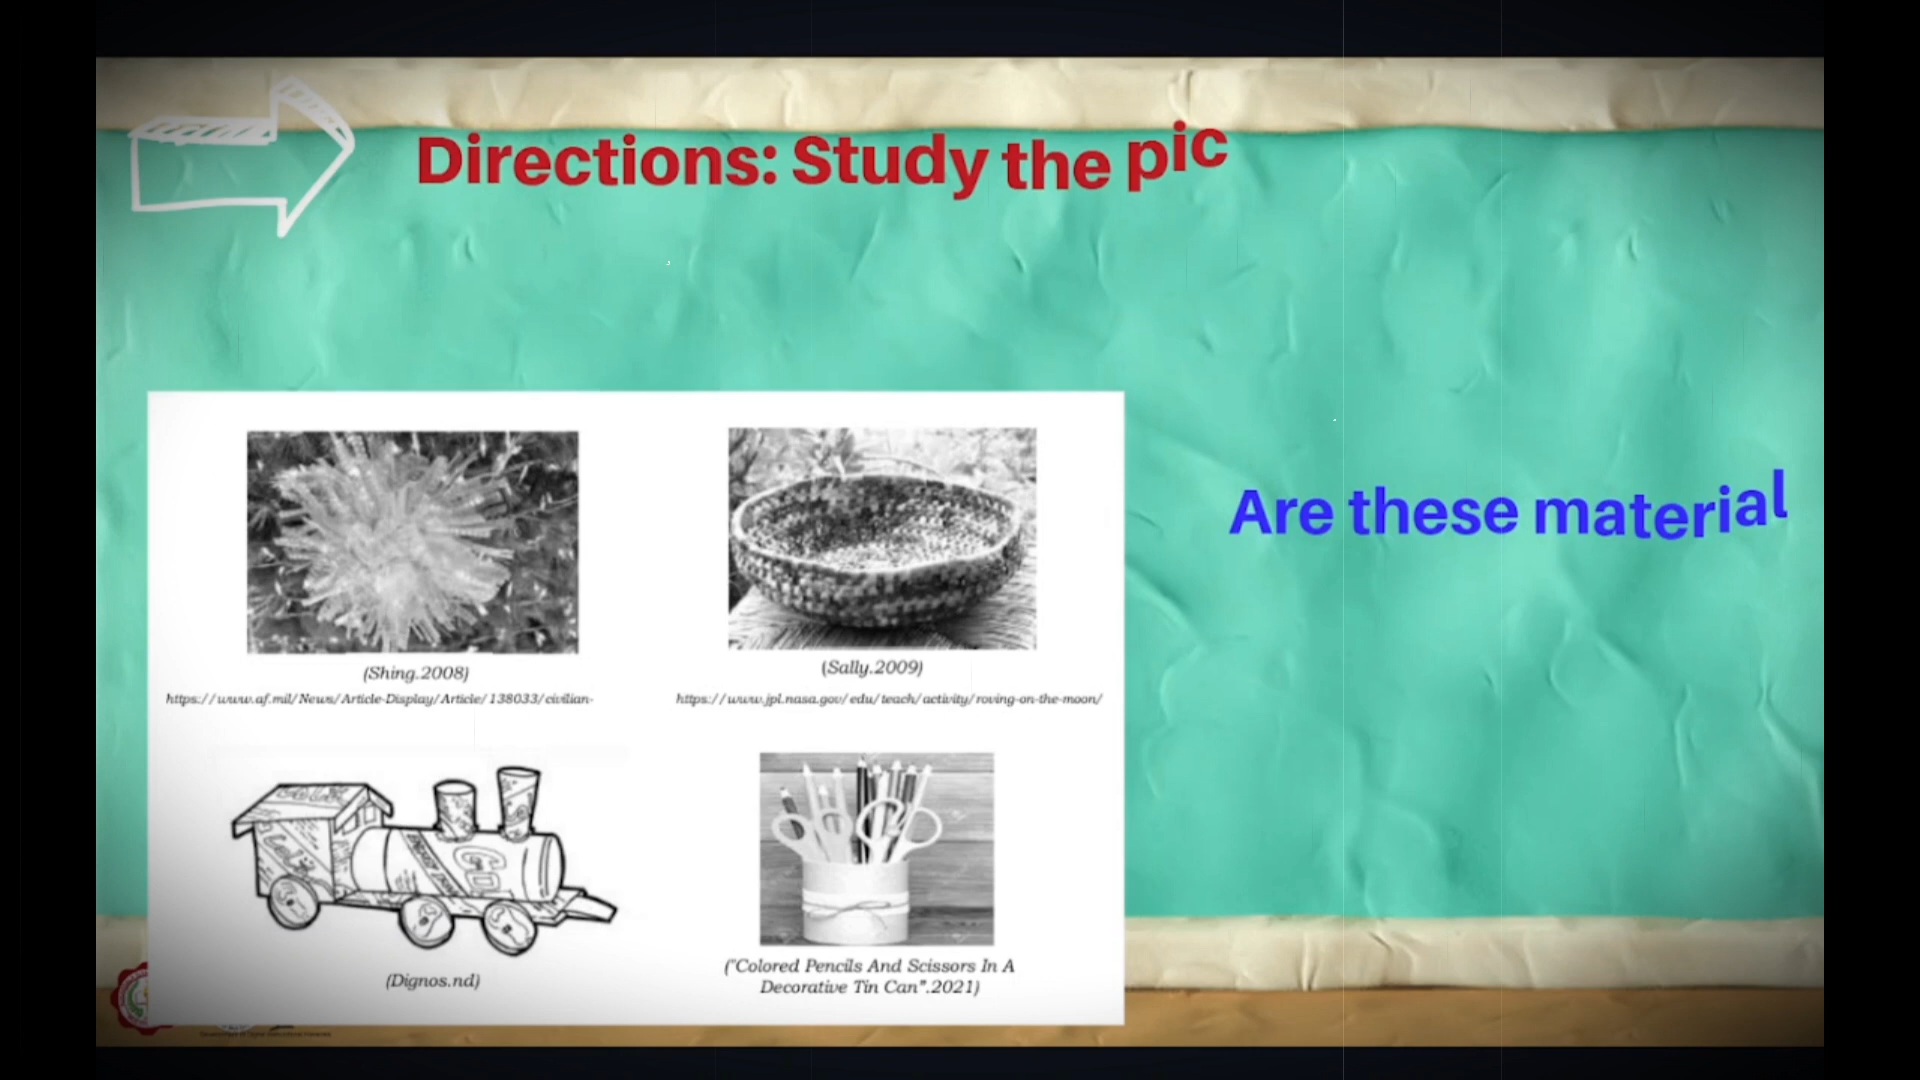 Directions: Study the pic
Are these material
(Shing.2008)
https://www.af.mil/News/Article-Display/Article/138033/civilian-
(Sally.2009)
https://www.jpl.nasa.gov/edu/teach/activity/roving-on-the-moon/
(Dignos.nd)
("Colored Pencils And Scissors In A
Decorative Tin Can".2021)